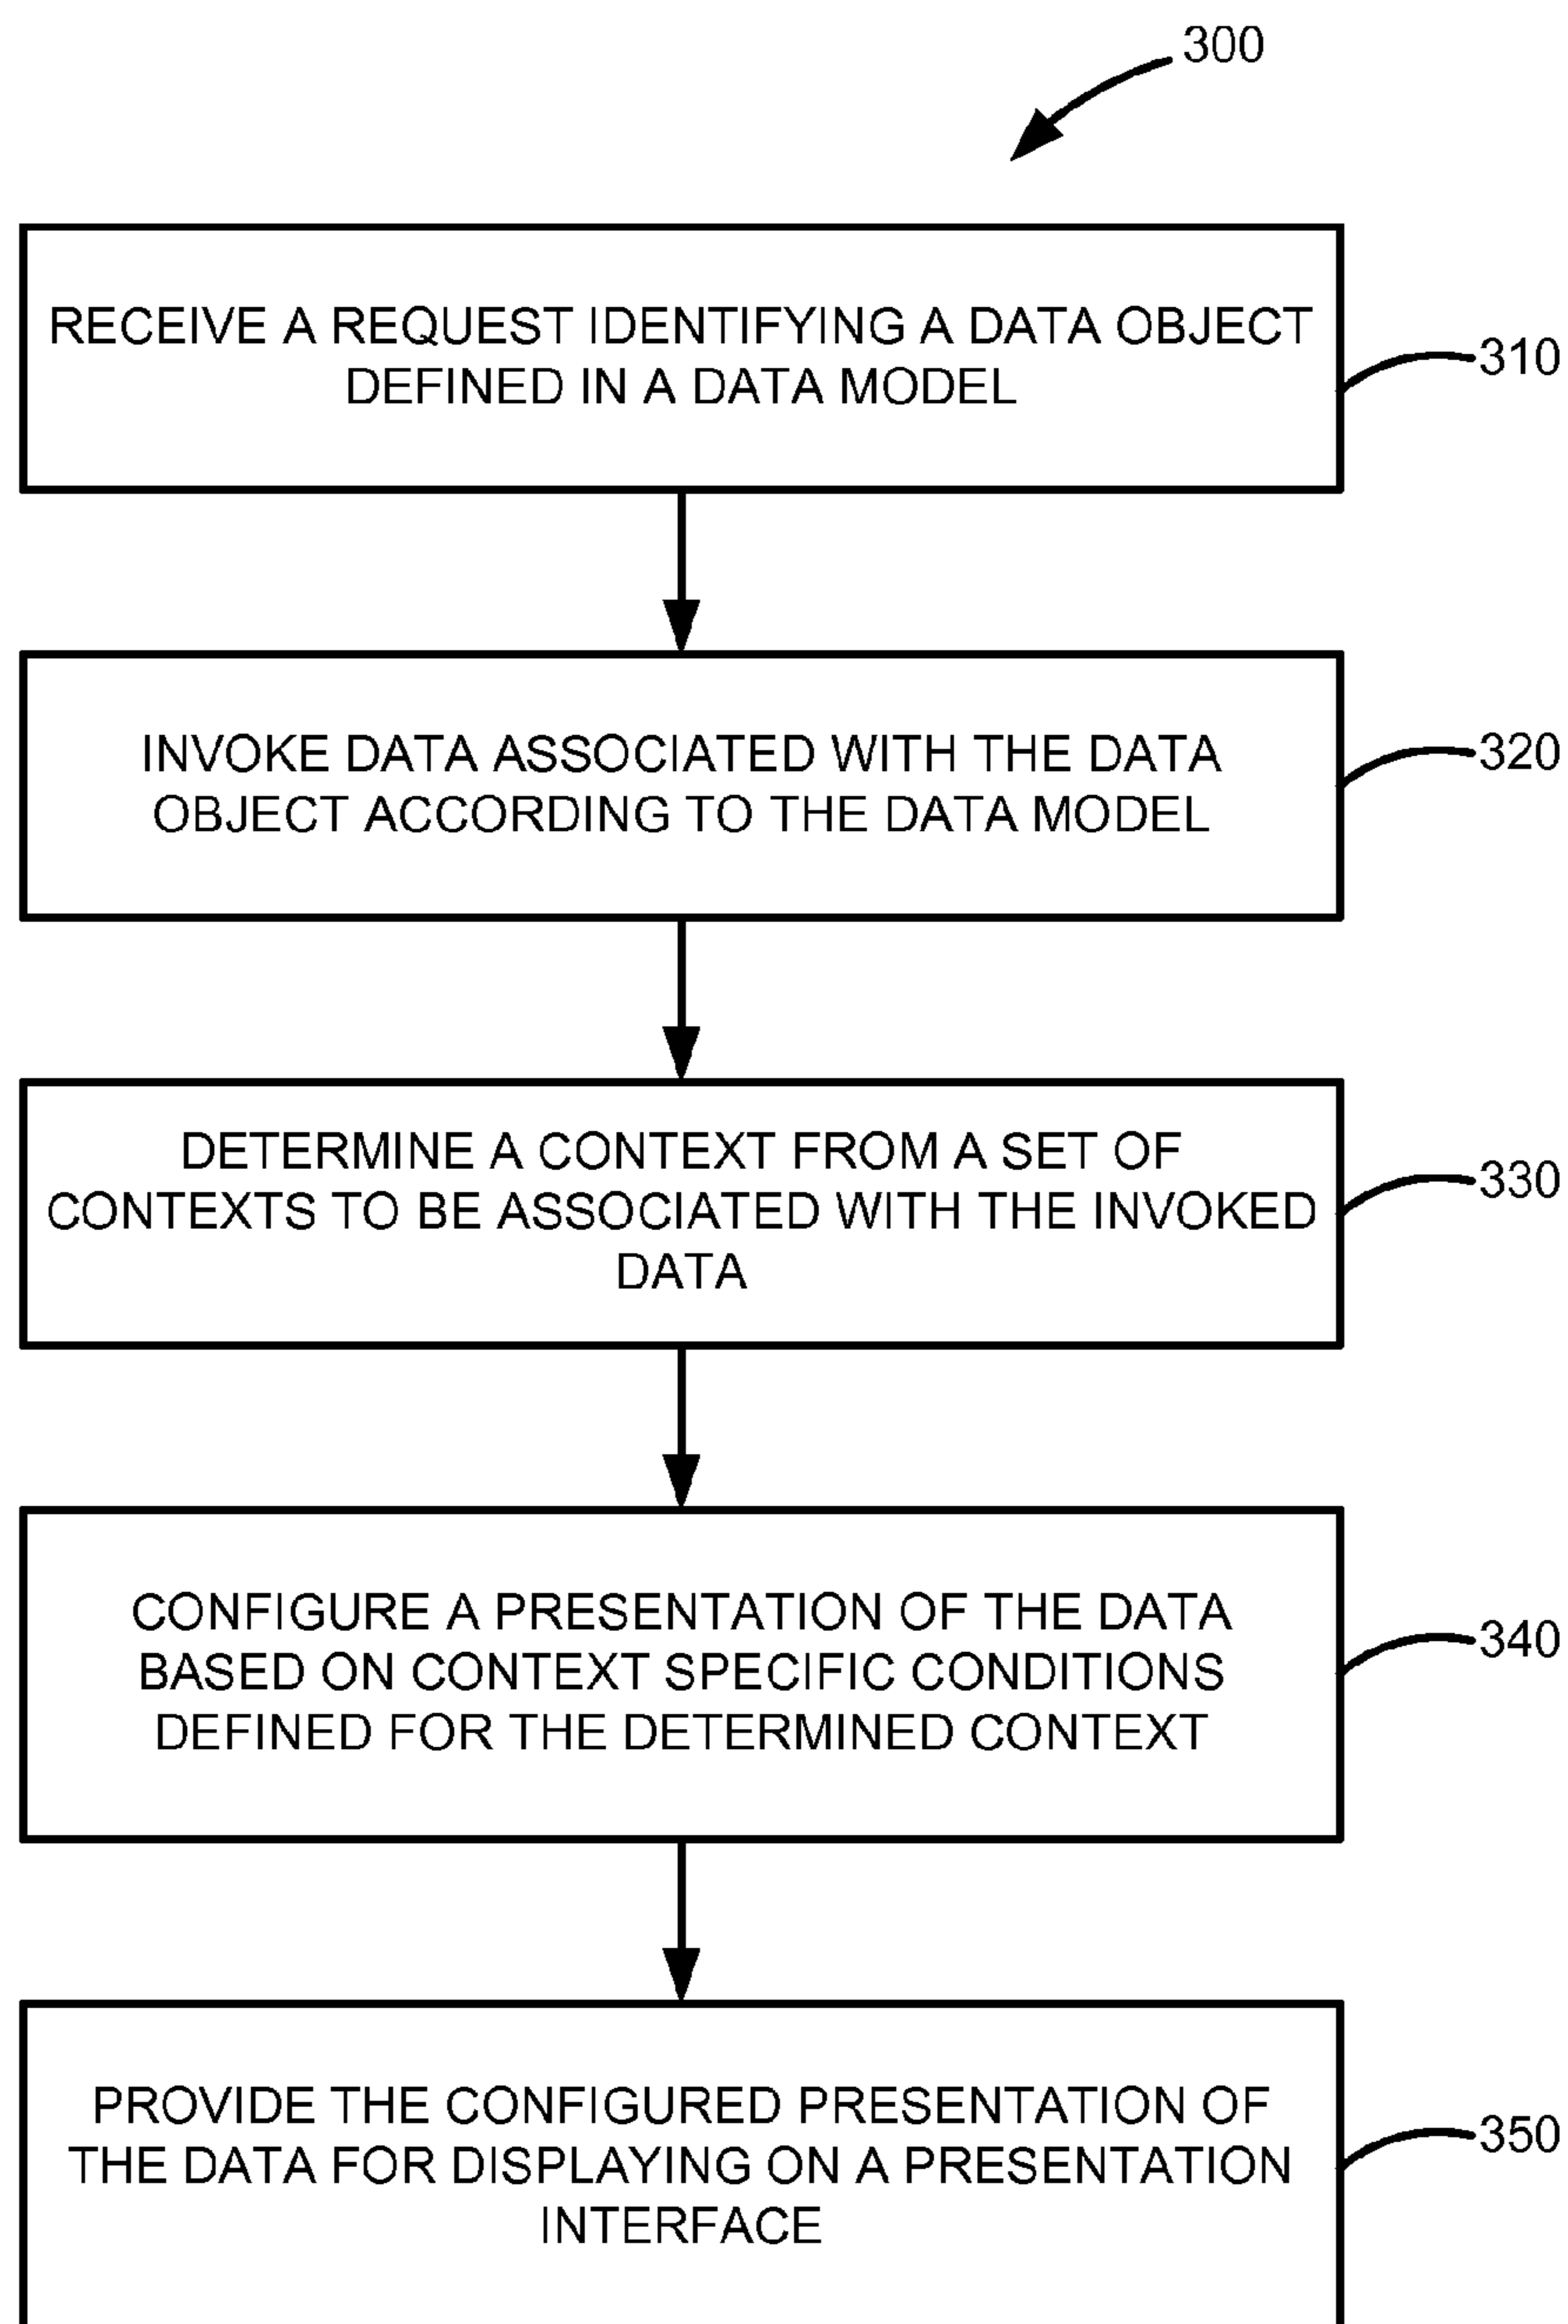 300
RECEIVE A REQUEST IDENTIFYING A DATA OBJECT
DEFINED IN A DATA MODEL
310
INVOKE DATA ASSOCIATED WITH THE DATA
OBJECT ACCORDING TO THE DATA MODEL
320
DETERMINE A CONTEXT FROM A SET OF
CONTEXTS TO BE ASSOCIATED WITH THE INVOKED
DATA
330
CONFIGURE A PRESENTATION OF THE DATA
BASED ON CONTEXT SPECIFIC CONDITIONS
DEFINED FOR THE DETERMINED CONTEXT
340
PROVIDE THE CONFIGURED PRESENTATION OF
THE DATA FOR DISPLAYING ON A PRESENTATION
INTERFACE
350